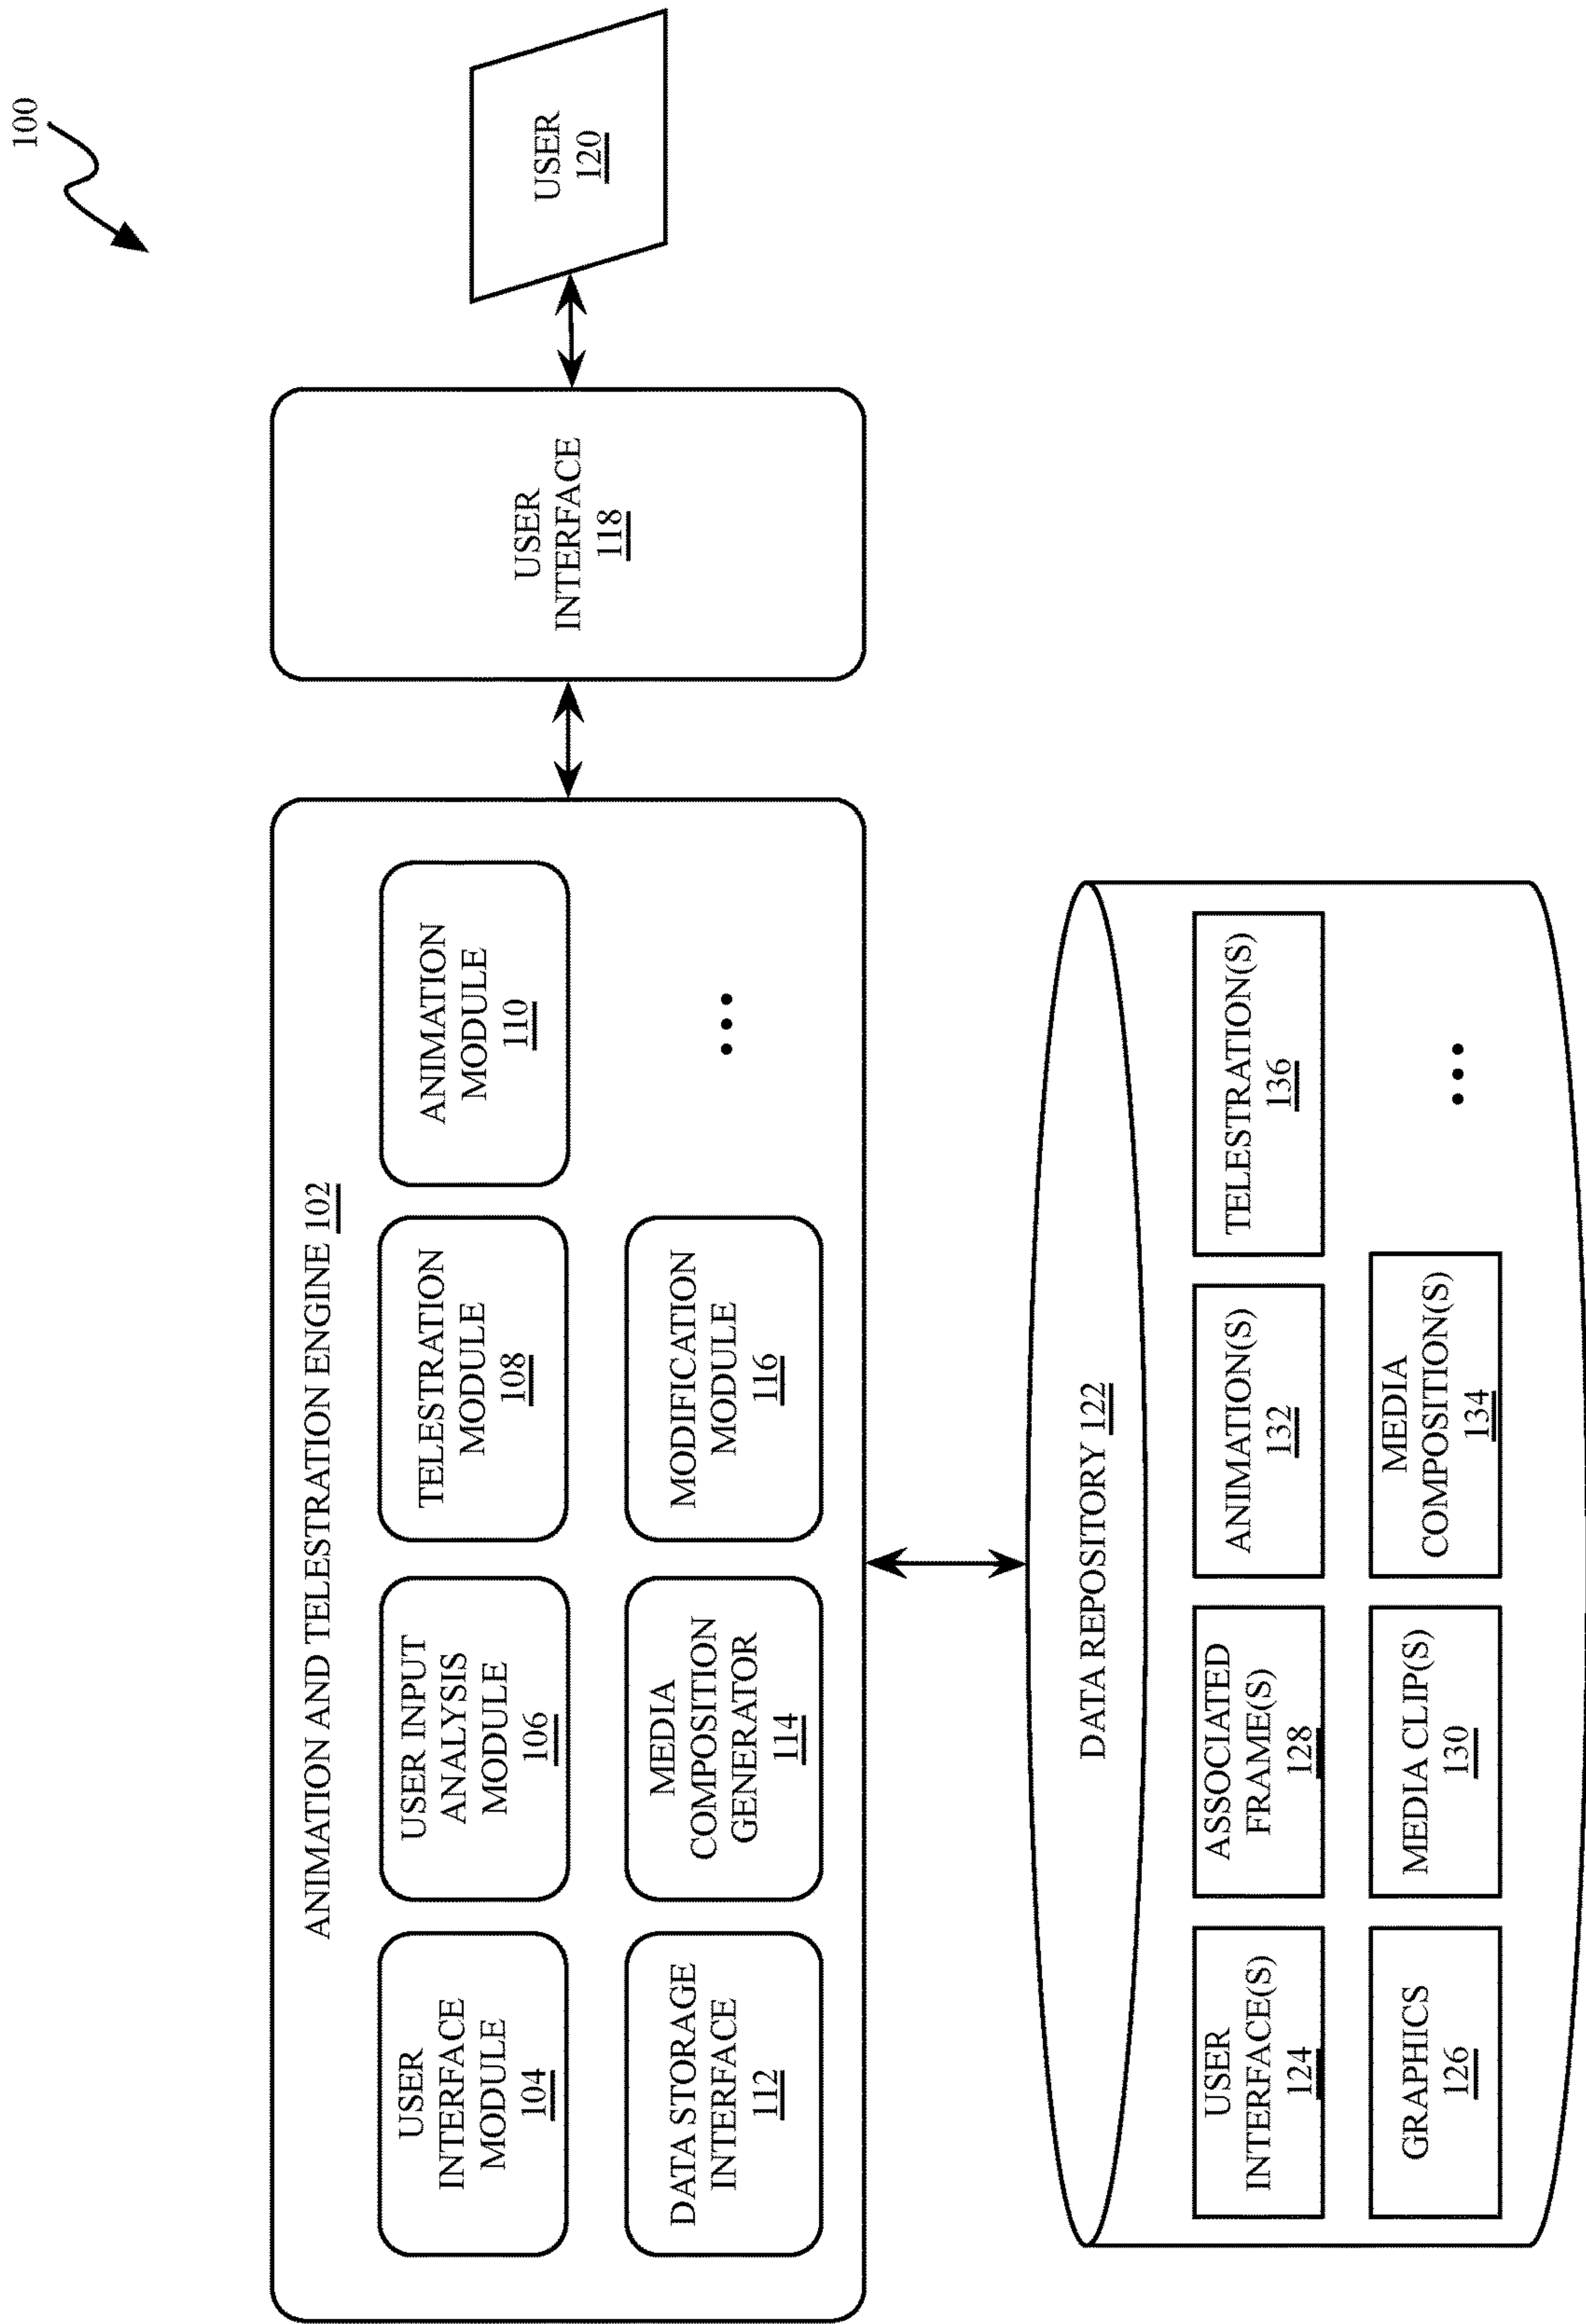 100
ANIMATION AND TELESTRATION ENGINE 102
USER
INTERFACE
MODULE
104
USER INPUT
ANALYSIS
MODULE
106
TELESTRATION
MODULE
108
ANIMATION
MODULE
110
DATA STORAGE
INTERFACE
112
MEDIA
COMPOSITION
GENERATOR
114
MODIFICATION
MODULE
116
...
USER
INTERFACE
118
USER
120
DATA REPOSITORY 122
USER
INTERFACE(S)
124
ASSOCIATED
FRAME(S)
128
ANIMATION(S)
132
TELESTRATION(S)
136
GRAPHICS
126
MEDIA CLIP(S)
130
MEDIA
COMPOSITION(S)
134
...